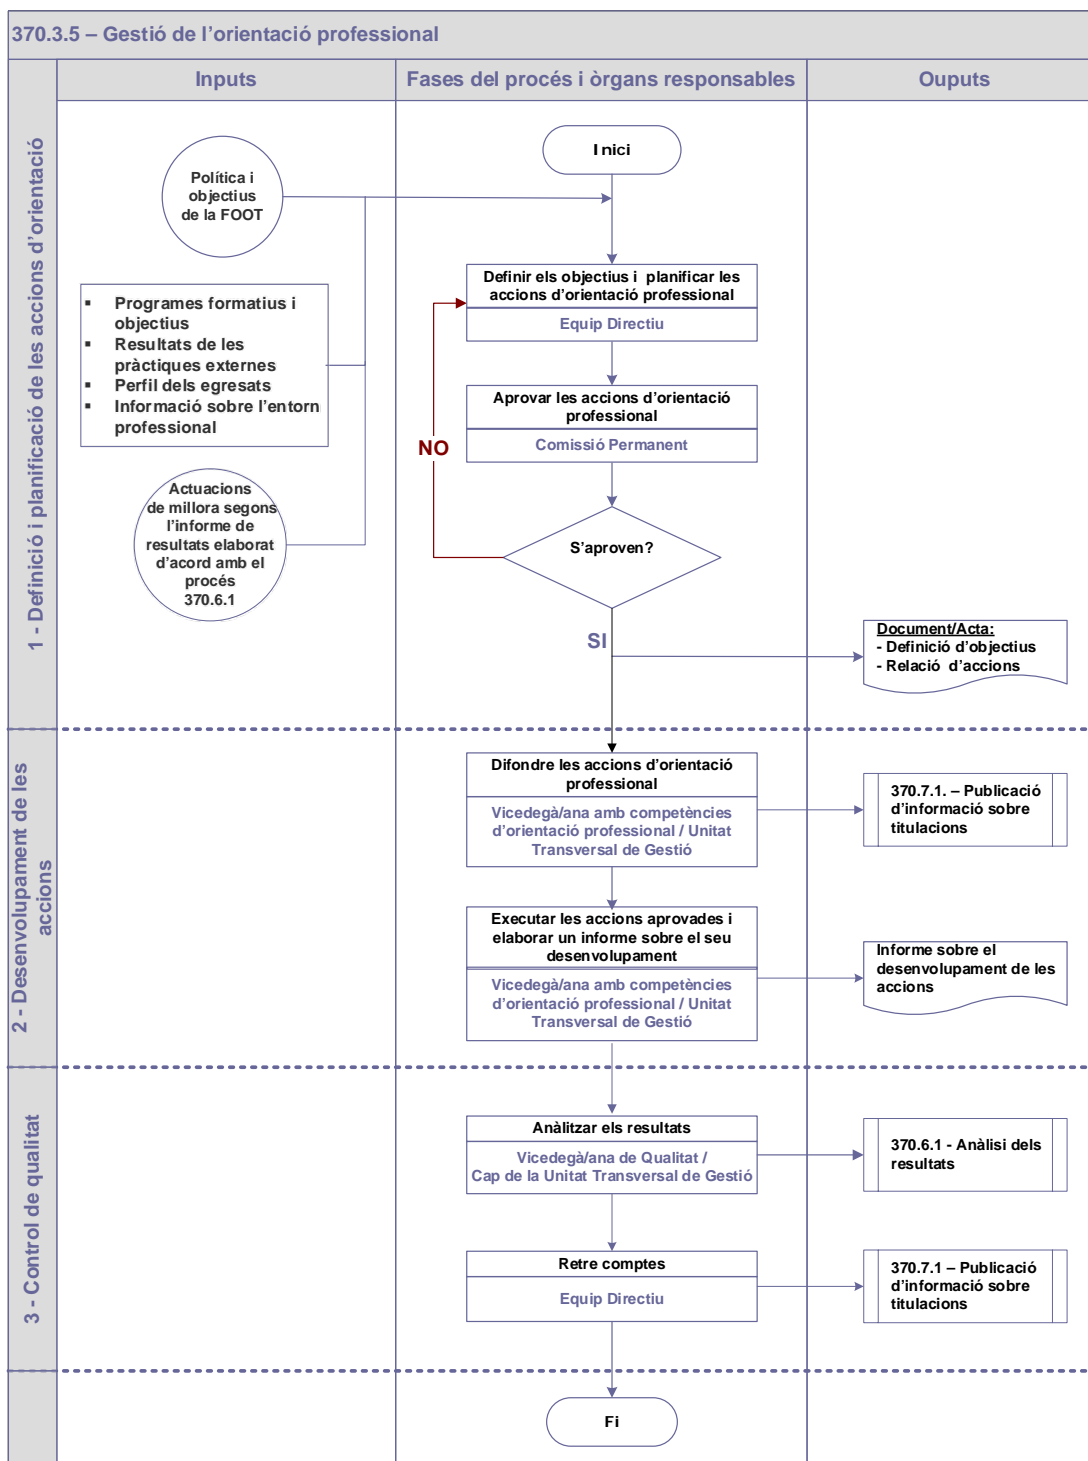 370.3.5 – Gestió de l'orientació professional
Inputs
Fases del procés i òrgans responsables
Ouputs
1 - Definició i planificació de les accions d'orientació
Inici
Política i
objectius
de la FOOT
Definir els objectius i planificar les
accions d'orientació professional
Equip Directiu
▪ Programes formatius i
objectius
▪ Resultats de les
pràctiques externes
▪ Perfil dels egresats
▪ Informació sobre l'entorn
professional
Aprovar les accions d'orientació
professional
Comissió Permanent
NO
Actuacions
de millora segons
l'informe de
resultats elaborat
d'acord amb el
procés
370.6.1
S'aproven?
SI
Document/Acta:
- Definició d'objectius
- Relació d'accions
2 - Desenvolupament de les
accions
Difondre les accions d'orientació
professional
Vicedegà/ana amb competències
d'orientació professional / Unitat
Transversal de Gestió
370.7.1. – Publicació
d'informació sobre
titulacions
Executar les accions aprovades i
elaborar un informe sobre el seu
desenvolupament
Vicedegà/ana amb competències
d'orientació professional / Unitat
Transversal de Gestió
Informe sobre el
desenvolupament de les
accions
3 - Control de qualitat
Anàlitzar els resultats
Vicedegà/ana de Qualitat /
Cap de la Unitat Transversal de Gestió
370.6.1 - Anàlisi dels
resultats
Retre comptes
Equip Directiu
370.7.1 – Publicació
d'informació sobre
titulacions
Fi